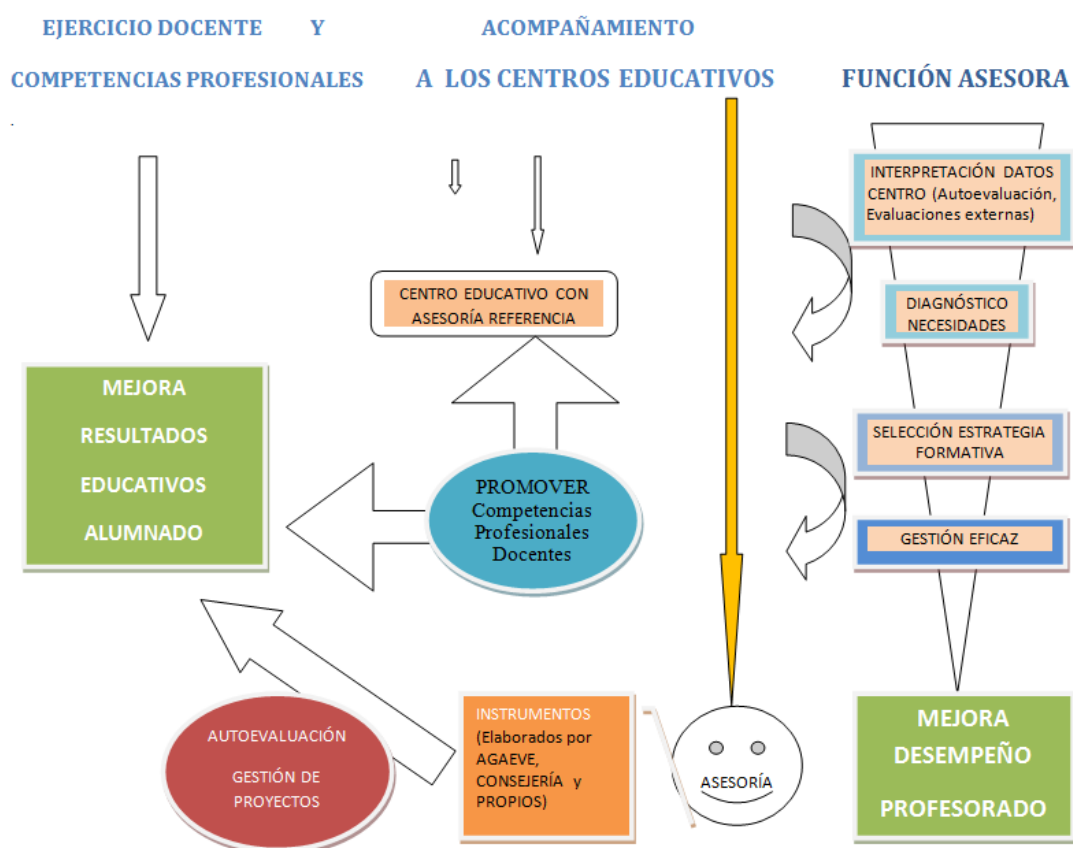 EJERCICIO DOCENTE Y
COMPETENCIAS PROFESIONALES
.
ACOMPAÑAMIENTO
A LOS CENTROS EDUCATIVOS
FUNCIÓN ASESORA
INTERPRETACIÓN DATOS
CENTRO (Autoevaluación,
Evaluaciones externas)
CENTRO EDUCATIVO CON
ASESORÍA REFERENCIA
DIAGNÓSTICO
NECESIDADES
MEJORA
RESULTADOS
EDUCATIVOS
ALUMNADO
PROMOVER
Competencias
Profesionales
Docentes
SELECCIÓN ESTRATEGIA
FORMATIVA
GESTIÓN EFICAZ
AUTOEVALUACIÓN
GESTIÓN DE
PROYECTOS
INSTRUMENTOS
(Elaborados por
AGAEVE,
CONSEJERÍA y
PROPIOS)
ASESORÍA
MEJORA
DESEMPEÑO
PROFESORADO